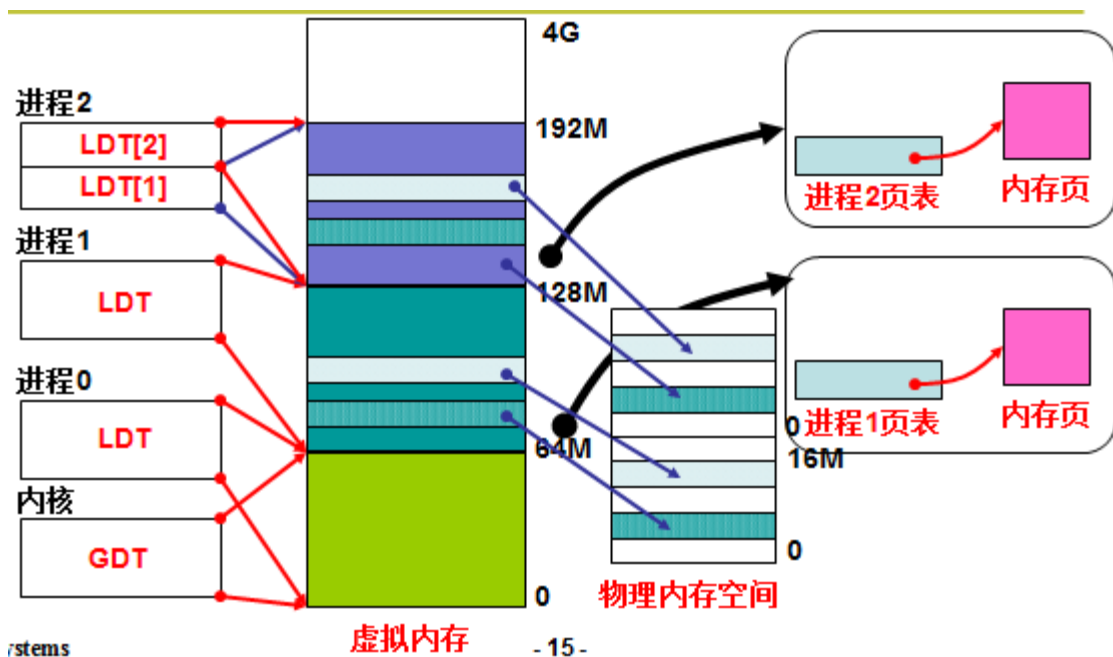 4G
进程2
LDT[2]
LDT[1]
192M
进程2页表
内存页
进程1
LDT
128M
进程0
LDT
64M
0
16M
进程1页表
内存页
内核
GDT
0
0
物理内存空间
虚拟内存
ystems
- 15 -